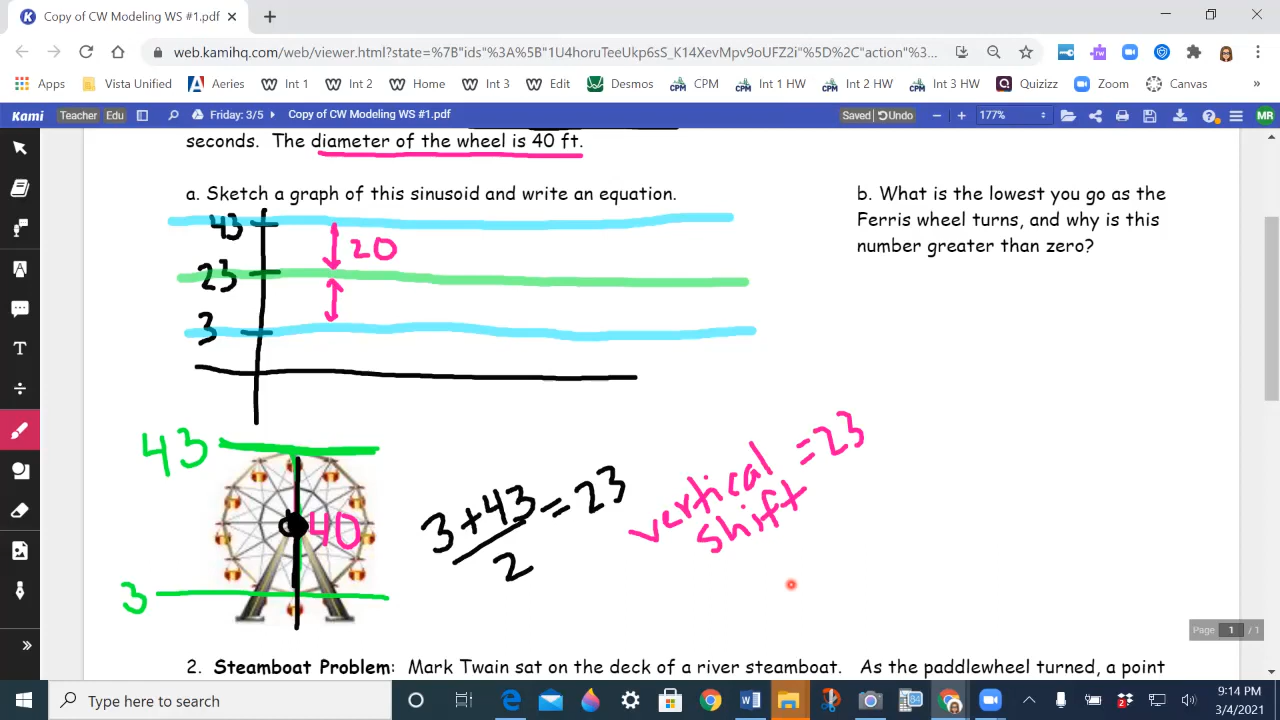 Copy of CW Modeling WS #1.pdf
web.kamihq.com/web/viewer.html?state=%7B"ids"%3A%5B"1U4horuTeeUkp6sS_K14XevMpv9oUFZ2i"%5D%2C"action"%3...
Apps Vista Unified Aeries Int 1 Int 2 Home Int 3 Edit Desmos CPM Int 1 HW Int 2 HW Int 3 HW Quizizz Zoom Canvas »
Kami Teacher Edu Friday: 3/5 Copy of CW Modeling WS #1.pdf Saved Undo 177% MR
seconds. The diameter of the wheel is 40 ft.
a. Sketch a graph of this sinusoid and write an equation.
b. What is the lowest you go as the
Ferris wheel turns, and why is this
number greater than zero?
43
20
23
3
43
40
3
3+43 = 23
2
vertical = 23
shift
Page 1 / 1
2. Steamboat Problem: Mark Twain sat on the deck of a river steamboat. As the paddlewheel turned, a point
Type here to search
9:14 PM
3/4/2021